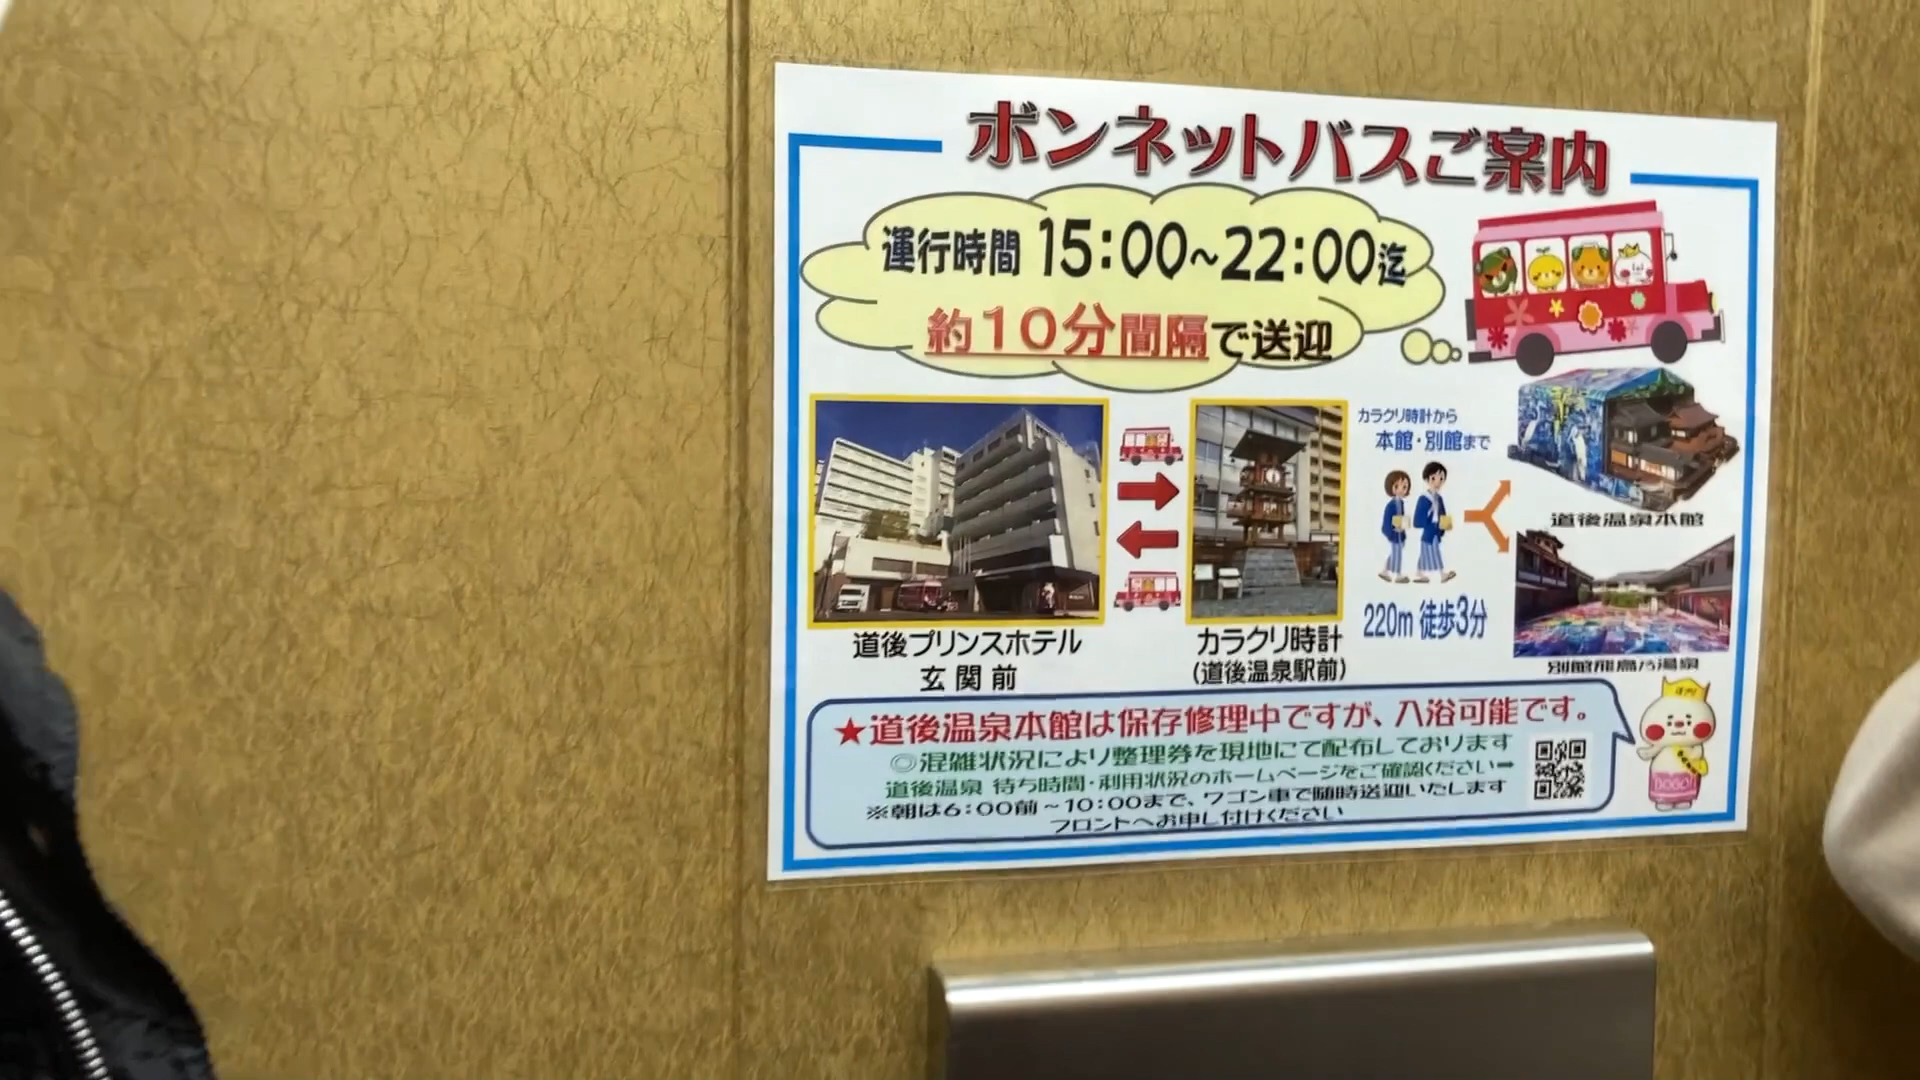 ボンネットバスご案内
運行時間 15:00～22:00迄
約10分間隔で送迎
カラクリ時計から
本館・別館まで
道後温泉本館
220m 徒歩3分
別館飛鳥乃湯泉
道後プリンスホテル
玄関前
カラクリ時計
(道後温泉駅前)
★道後温泉本館は保存修理中ですが、入浴可能です。
◎混雑状況により整理券を現地にて配布しております
道後温泉 待ち時間・利用状況のホームページをご確認ください➡
※朝は6:00前～10:00まで、ワゴン車で随時送迎いたします
フロントへお申し付けください
DOGO!!